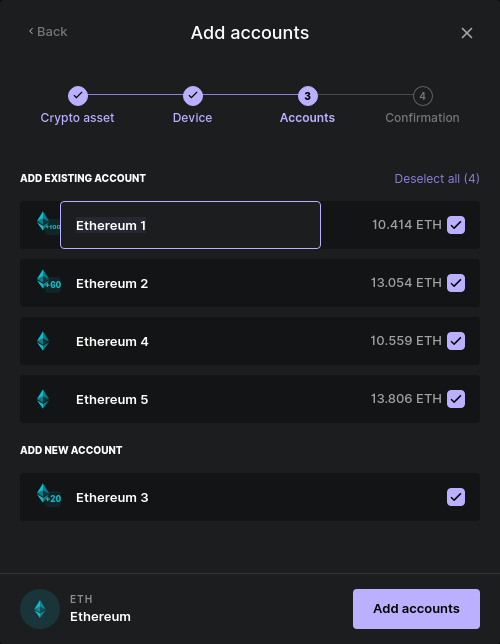 Back
Add accounts
3
4
Crypto asset
Device
Accounts
Confirmation
ADD EXISTING ACCOUNT
Deselect all (4)
+100
Ethereum 1
10.414 ETH
+60
Ethereum 2
13.054 ETH
Ethereum 4
10.559 ETH
Ethereum 5
13.806 ETH
ADD NEW ACCOUNT
+20
Ethereum 3
ETH
Ethereum
Add accounts